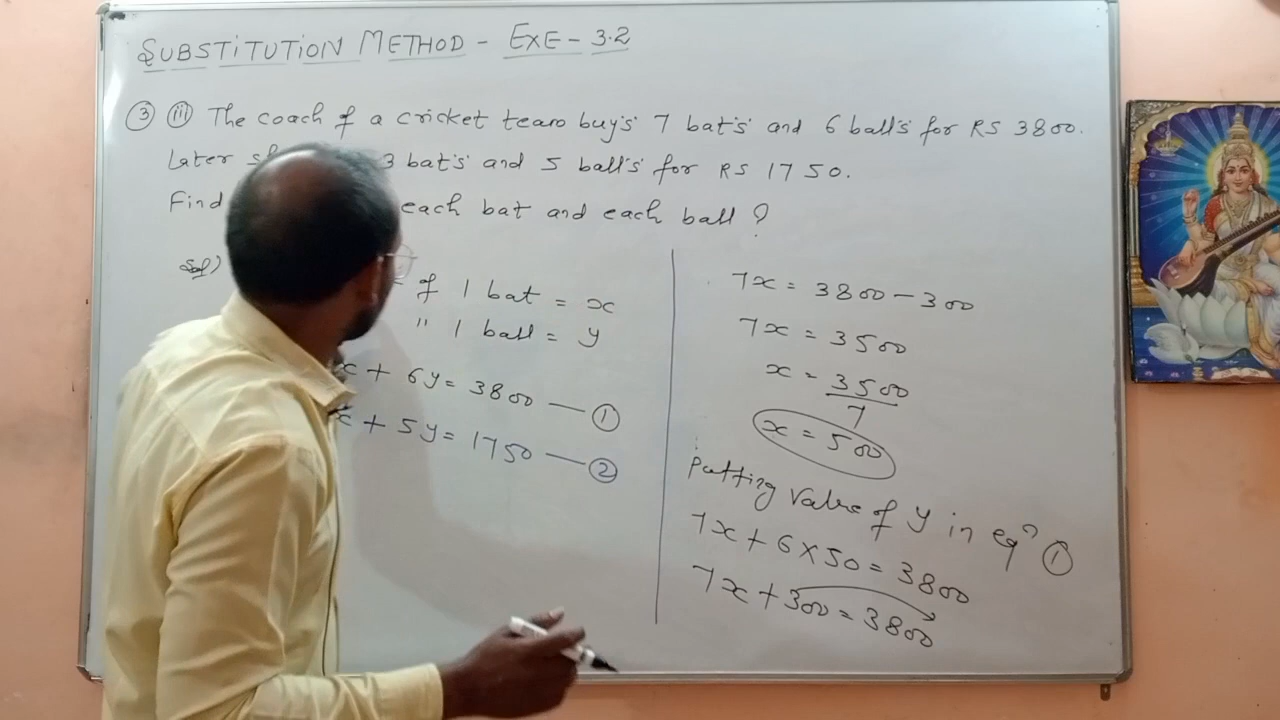 SUBSTITUTION METHOD - EXE - 3.2
③ (iii) The coach of a cricket team buy's 7 bat's and 6 ball's for RS 3800.
Later 3 bat's and 5 ball's for RS 1750.
Find each bat and each ball ?
Sol)
of 1 bat = x
" 1 ball = y
x + 6y = 3800 — ①
x + 5y = 1750 — ②
7x = 3800 - 300
7x = 3500
x = 3500/7
x = 500
Putting value of y in eqⁿ ①
7x + 6 × 50 = 3800
7x + 300 = 3800